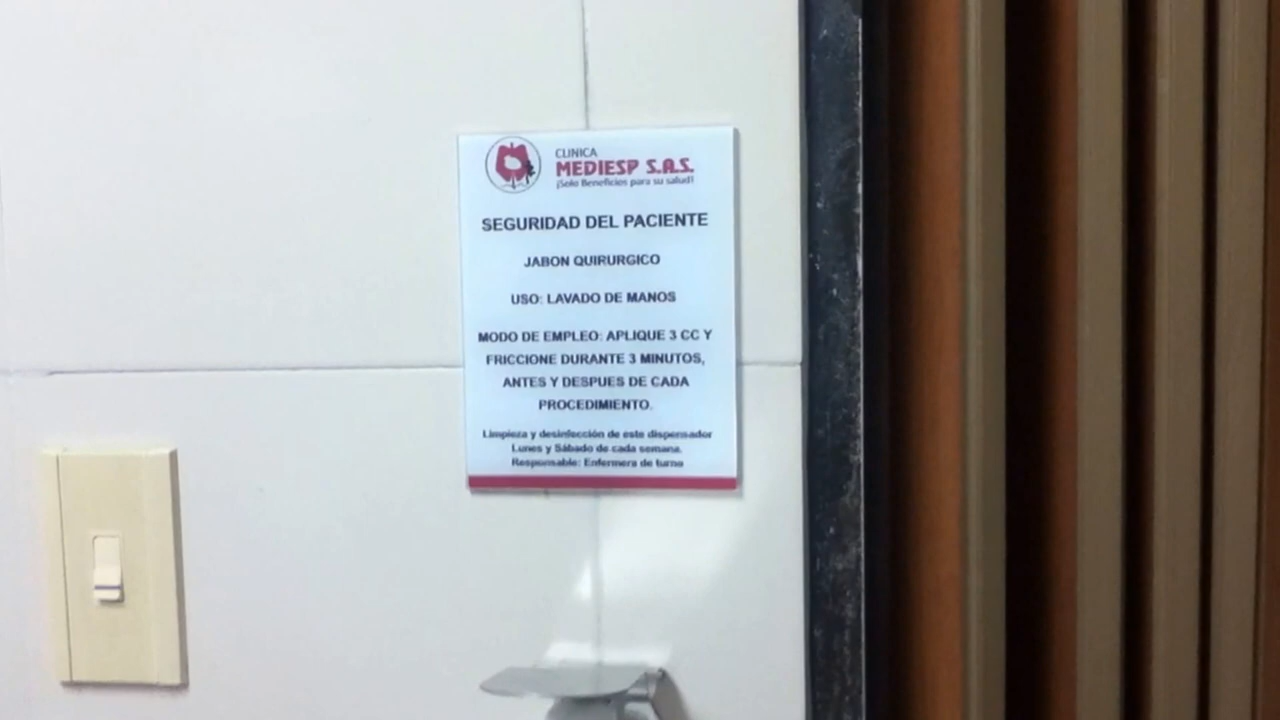 CLINICA
MEDIESP S.A.S.
¡Solo Beneficios para su salud!
SEGURIDAD DEL PACIENTE
JABON QUIRURGICO
USO: LAVADO DE MANOS
MODO DE EMPLEO: APLIQUE 3 CC Y
FRICCIONE DURANTE 3 MINUTOS,
ANTES Y DESPUES DE CADA
PROCEDIMIENTO.
Limpieza y desinfección de este dispensador
Lunes y Sábado de cada semana.
Responsable: Enfermera de turno